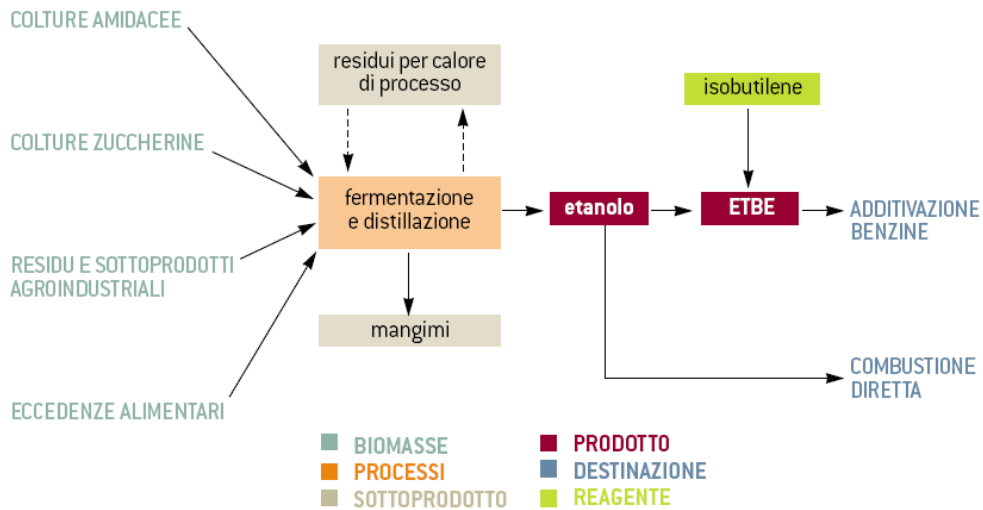 COLTURE AMIDACEE
residui per calore
di processo
isobutilene
COLTURE ZUCCHERINE
fermentazione
e distillazione
etanolo
ETBE
ADDITIVAZIONE
BENZINE
RESIDU E SOTTOPRODOTTI
AGROINDUSTRIALI
mangimi
COMBUSTIONE
DIRETTA
ECCEDENZE ALIMENTARI
BIOMASSE
PROCESSI
SOTTOPRODOTTO
PRODOTTO
DESTINAZIONE
REAGENTE